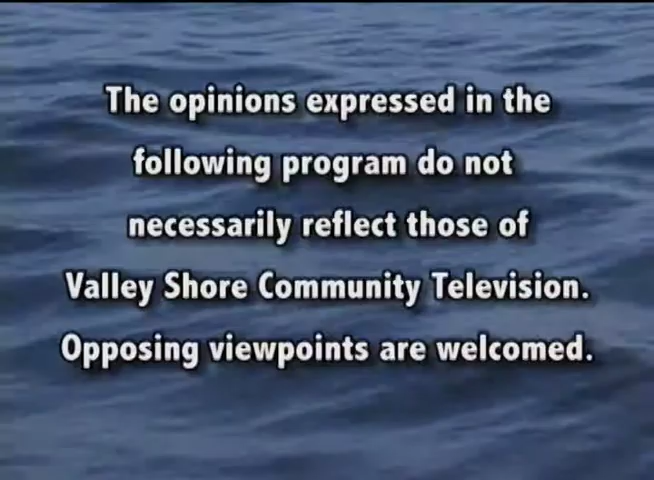 The opinions expressed in the
following program do not
necessarily reflect those of
Valley Shore Community Television.
Opposing viewpoints are welcomed.